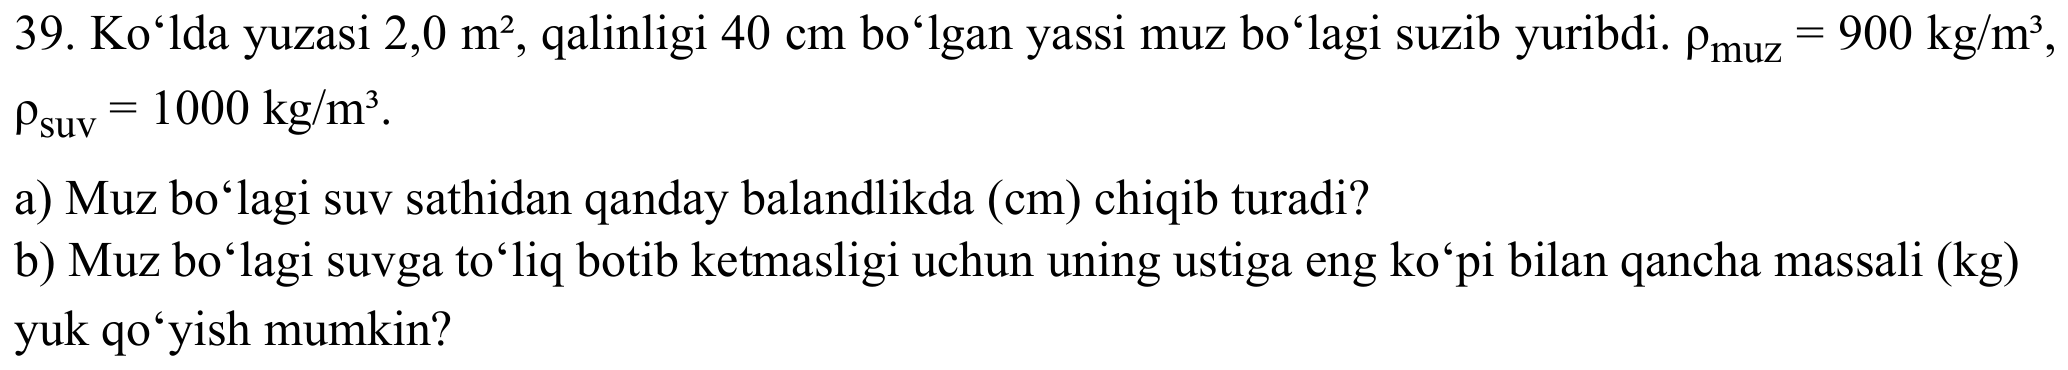 39. Ko‘lda yuzasi 2,0 m², qalinligi 40 cm bo‘lgan yassi muz bo‘lagi suzib yuribdi. ρmuz = 900 kg/m³,
ρsuv = 1000 kg/m³.
a) Muz bo‘lagi suv sathidan qanday balandlikda (cm) chiqib turadi?
b) Muz bo‘lagi suvga to‘liq botib ketmasligi uchun uning ustiga eng ko‘pi bilan qancha massali (kg)
yuk qo‘yish mumkin?